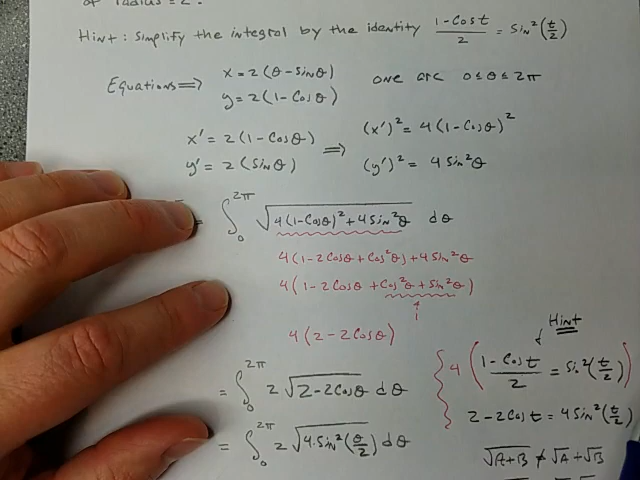 of radius = 2.
Hint: Simplify the integral by the identity (1-Cos t)/2 = Sin²(t/2)
Equations ⟹ x = 2(θ-Sinθ) one arc 0≤θ≤2π
y = 2(1-Cosθ)
x' = 2(1-Cosθ) ⟹ (x')² = 4(1-Cosθ)²
y' = 2(Sinθ) (y')² = 4 Sin²θ
= ∫₀^2π √(4(1-Cosθ)²+4Sin²θ) dθ
4(1-2Cosθ+Cos²θ)+4Sin²θ
4(1-2Cosθ+Cos²θ+Sin²θ)
1
4(2-2Cosθ)
Hint
4((1-Cos t)/2 = Sin²(t/2))
= ∫₀^2π 2√(2-2Cosθ) dθ
2-2Cos t = 4Sin²(t/2)
= ∫₀^2π 2√(4·Sin²(θ/2)) dθ
√(A+B) ≠ √A + √B